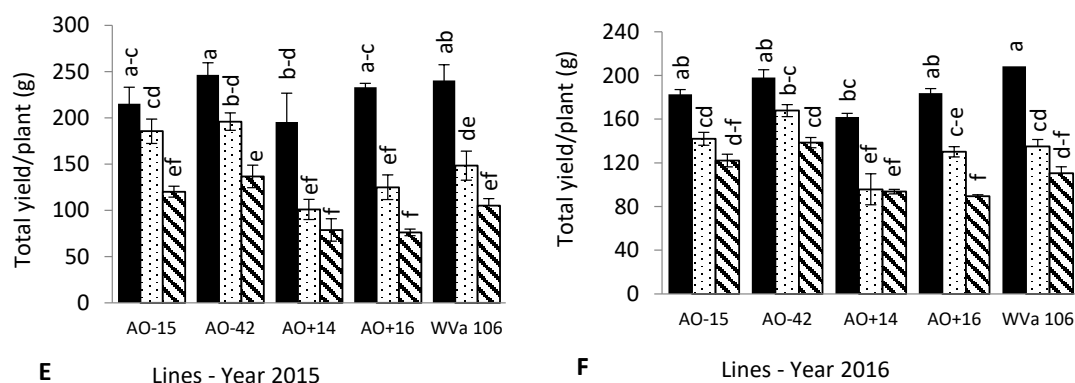 Total yield/plant (g)
300
250
200
150
100
50
0
a-c
cd
ef
a
b-d
e
b-d
ef
f
a-c
ef
f
ab
de
ef
AO-15 AO-42 AO+14 AO+16 WVa 106
E Lines - Year 2015
Total yield/plant (g)
240
200
160
120
80
40
0
ab
cd
d-f
ab
b-c
cd
bc
ef
ef
ab
c-e
f
a
cd
d-f
AO-15 AO-42 AO+14 AO+16 WVa 106
F Lines - Year 2016